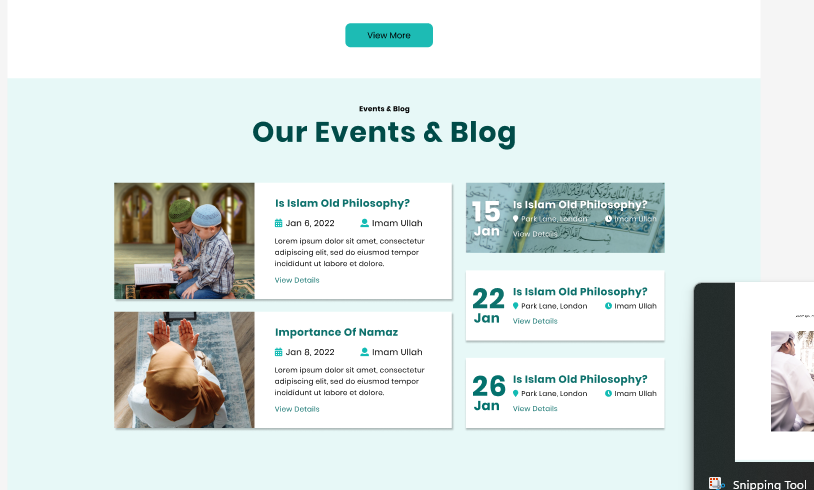 View More
Events & Blog
Our Events & Blog
Is Islam Old Philosophy?
Jan 6, 2022 Imam Ullah
Lorem ipsum dolor sit amet, consectetur
adipiscing elit, sed do eiusmod tempor
incididunt ut labore et dolore.
View Details
Importance Of Namaz
Jan 8, 2022 Imam Ullah
Lorem ipsum dolor sit amet, consectetur
adipiscing elit, sed do eiusmod tempor
incididunt ut labore et dolore.
View Details
15
Jan
Is Islam Old Philosophy?
Park Lane, London Imam Ullah
View Details
22
Jan
Is Islam Old Philosophy?
Park Lane, London Imam Ullah
View Details
26
Jan
Is Islam Old Philosophy?
Park Lane, London Imam Ullah
View Details
Snipping Tool